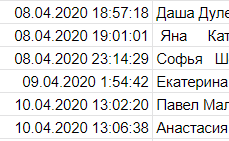 08.04.2020 18:57:18 Даша Дуле
08.04.2020 19:01:01 Яна Кат
08.04.2020 23:14:29 Софья Ш
09.04.2020 1:54:42 Екатерина
10.04.2020 13:02:20 Павел Мал
10.04.2020 13:06:38 Анастасия